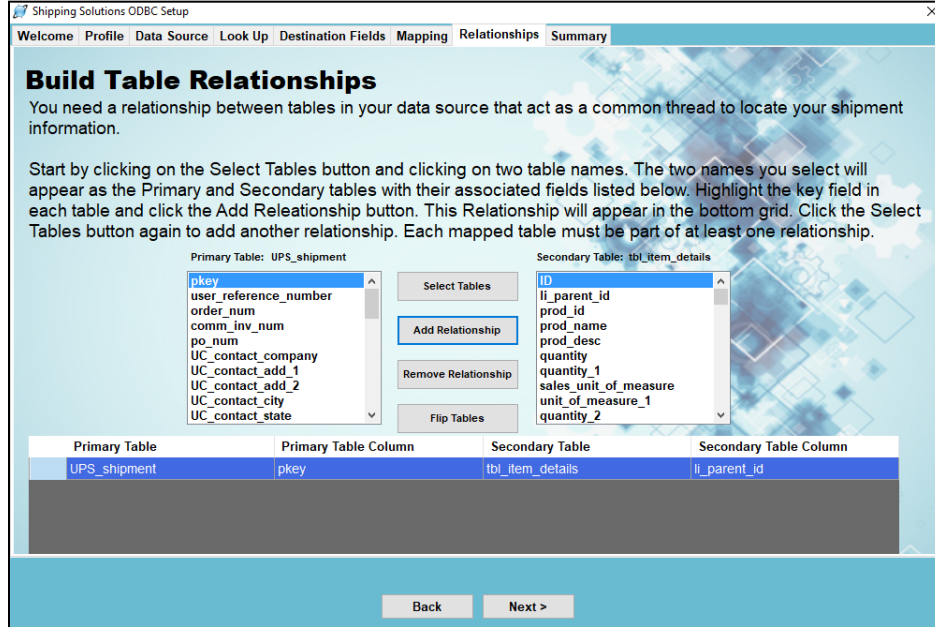 Shipping Solutions ODBC Setup
Welcome Profile Data Source Look Up Destination Fields Mapping Relationships Summary
Build Table Relationships
You need a relationship between tables in your data source that act as a common thread to locate your shipment
information.
Start by clicking on the Select Tables button and clicking on two table names. The two names you select will
appear as the Primary and Secondary tables with their associated fields listed below. Highlight the key field in
each table and click the Add Releationship button. This Relationship will appear in the bottom grid. Click the Select
Tables button again to add another relationship. Each mapped table must be part of at least one relationship.
Primary Table: UPS_shipment
pkey
user_reference_number
order_num
comm_inv_num
po_num
UC_contact_company
UC_contact_add_1
UC_contact_add_2
UC_contact_city
UC_contact_state
Select Tables
Add Relationship
Remove Relationship
Flip Tables
Secondary Table: tbl_item_details
ID
li_parent_id
prod_id
prod_name
prod_desc
quantity
quantity_1
sales_unit_of_measure
unit_of_measure_1
quantity_2
Primary Table Primary Table Column Secondary Table Secondary Table Column
UPS_shipment pkey tbl_item_details li_parent_id
Back Next >